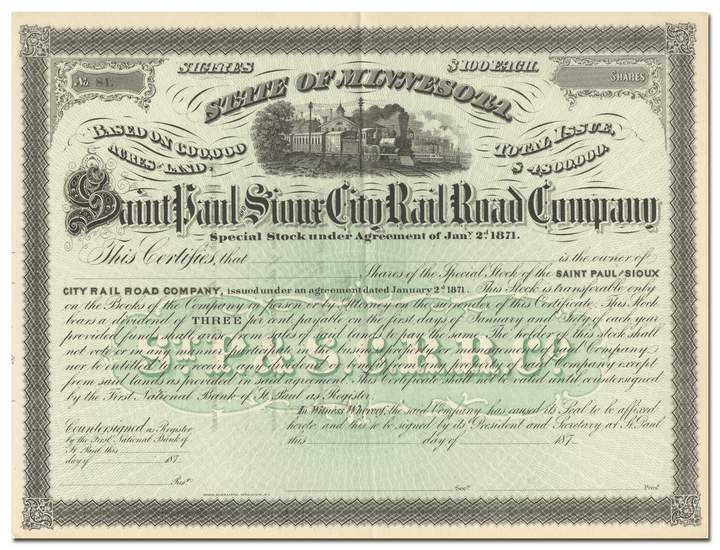 No. 81.
SHARES
$100 EACH.
SHARES
STATE OF MINNESOTA.
BASED ON 600,000
ACRES OF LAND.
TOTAL ISSUE,
$4800,000.
Saint Paul & Sioux City Rail Road Company
Special Stock under Agreement of Jany. 2d 1871.
This Certifies, that is the owner of
Shares of the Special Stock of the SAINT PAUL AND SIOUX
CITY RAIL ROAD COMPANY, issued under an agreement dated January 2d 1871. This Stock is transferable only
on the Books of the Company in person or by Attorney on the surrender of this Certificate. This Stock
bears a dividend of THREE per cent payable on the first days of January and July of each year
provided funds arise from sales of said lands to pay the same. The holder of this stock shall
not vote or in any manner participate in the business, profits or management of said Company,
nor be entitled to receive any dividend or benefit from said Company except
from said lands as provided in said agreement. This Certificate shall not be valid until countersigned
by the First National Bank of St. Paul as Register.
St. P. & S. C. R. R. Co.
In Witness Whereof, the said Company has caused its Seal to be affixed
hereto, and this to be signed by its President and Secretary at St. Paul
this day of 187
Countersigned as Register
by the First National Bank of
St. Paul this
day of 187
Secy.
Prest.